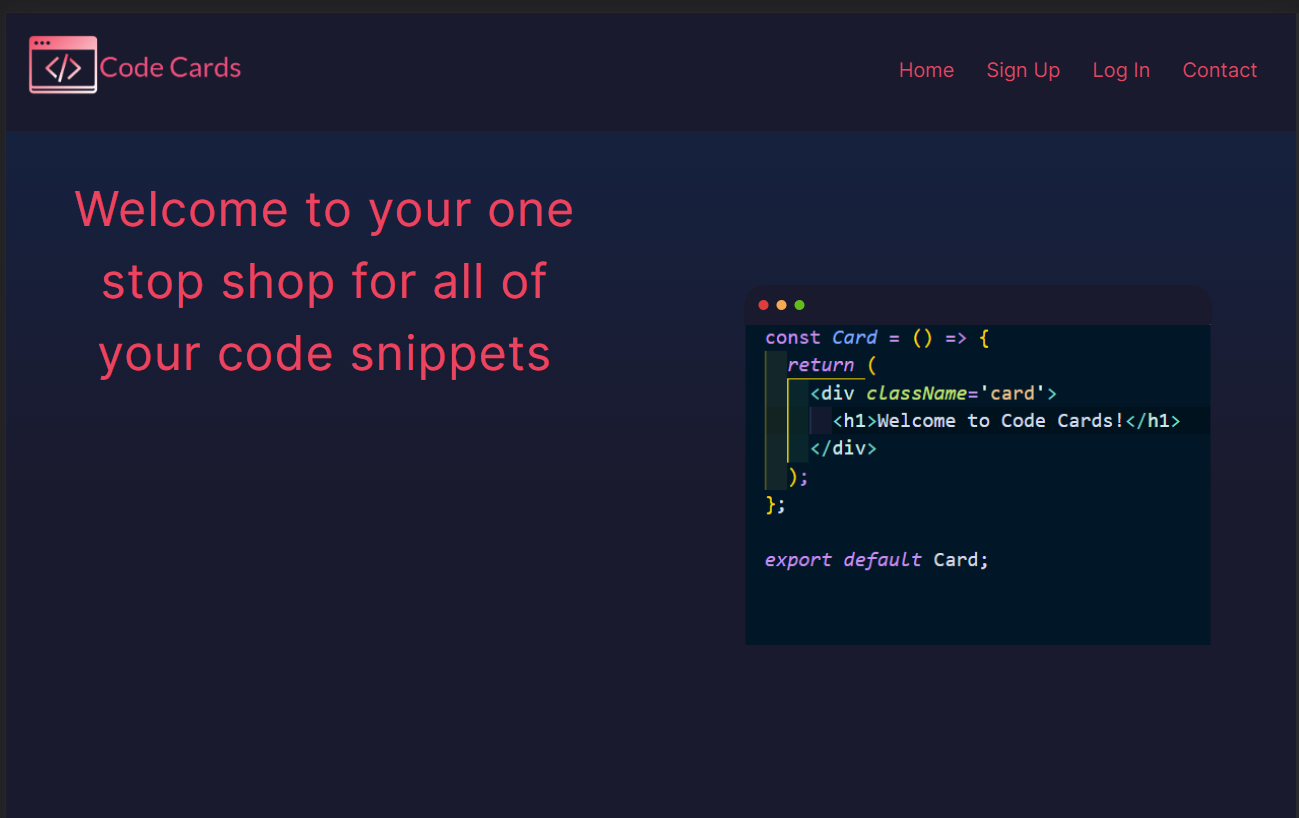 </>
Code Cards
Home Sign Up Log In Contact
Welcome to your one
stop shop for all of
your code snippets
const Card = () => {
return (
<div className='card'>
<h1>Welcome to Code Cards!</h1>
</div>
);
};
export default Card;